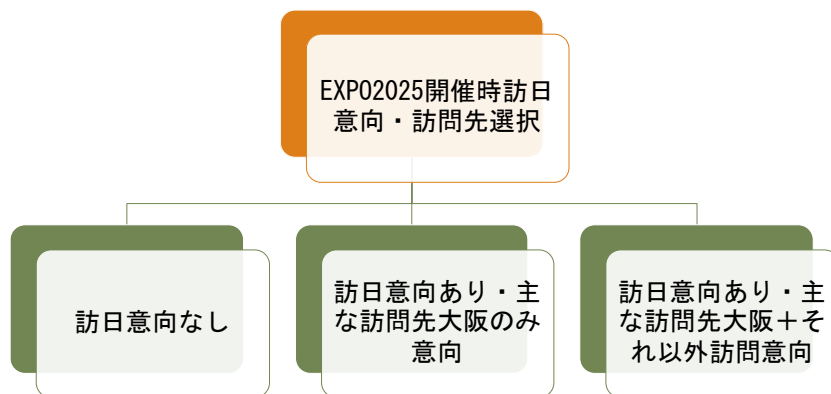 EXPO2025開催時訪日
意向・訪問先選択
訪日意向なし
訪日意向あり・主
な訪問先大阪のみ
意向
訪日意向あり・主
な訪問先大阪＋そ
れ以外訪問意向